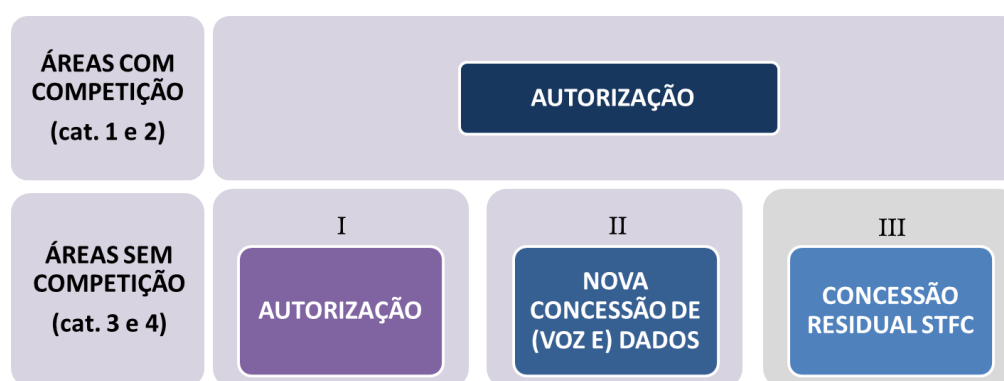 ÁREAS COM
COMPETIÇÃO
(cat. 1 e 2)
AUTORIZAÇÃO
ÁREAS SEM
COMPETIÇÃO
(cat. 3 e 4)
I
AUTORIZAÇÃO
II
NOVA
CONCESSÃO DE
(VOZ E) DADOS
III
CONCESSÃO
RESIDUAL STFC